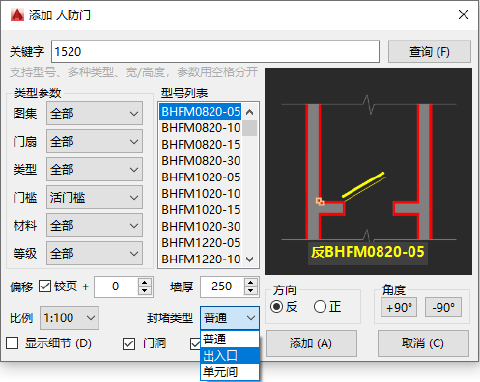 添加 人防门
关键字 1520 查询 (F)
支持型号、多种类型、宽/高度，参数用空格分开
类型参数 型号列表
图集 全部
门扇 全部
类型 全部
门槛 活门槛
材料 全部
等级 全部
BHFM0820-05
BHFM0820-10
BHFM0820-15
BHFM0820-30
BHFM1020-05
BHFM1020-10
BHFM1020-15
BHFM1020-30
BHFM1220-05
BHFM1220-10
反BHFM0820-05
偏移 铰页 + 0 墙厚 250
方向 反 正
角度 +90° -90°
比例 1:100 封堵类型 普通
普通
出入口
单元间
显示细节 (D) 门洞
添加 (A) 取消 (C)